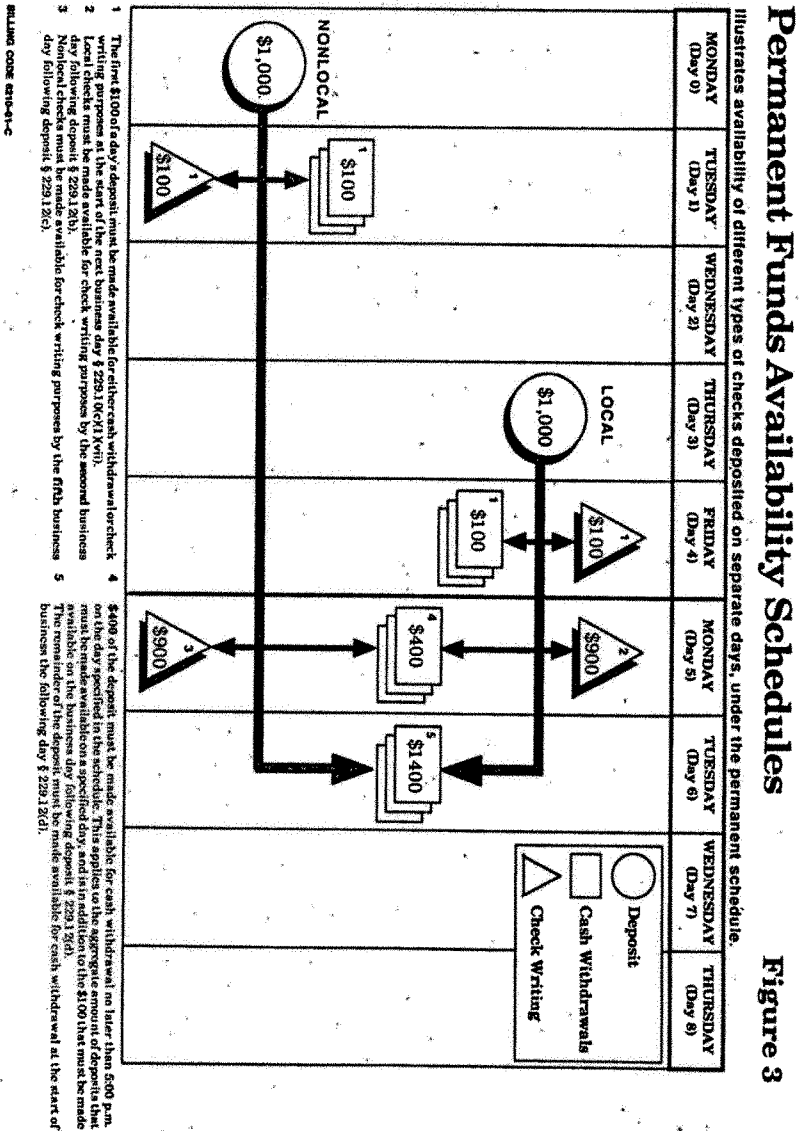 Permanent Funds Availability Schedules
Figure 3
Illustrates availability of different types of checks deposited on separate days, under the permanent schedule.
MONDAY
(Day 0)
TUESDAY
(Day 1)
WEDNESDAY
(Day 2)
THURSDAY
(Day 3)
FRIDAY
(Day 4)
MONDAY
(Day 5)
TUESDAY
(Day 6)
WEDNESDAY
(Day 7)
THURSDAY
(Day 8)
Deposit
Cash Withdrawals
Check Writing
LOCAL
$1,000
1
$100
2
$900
1
$100
4
$400
5
$1400
NONLOCAL
$1,000
1
$100
1
$100
3
$900
1 The first $100 of a day's deposit must be made available for either cash withdrawal or check
writing purposes at the start of the next business day § 229.10(c)(1)(vii).
2 Local checks must be made available for check writing purposes by the second business
day following deposit § 229.12(b).
3 Nonlocal checks must be made available for check writing purposes by the fifth business
day following deposit § 229.12(c).
4 $400 of the deposit must be made available for cash withdrawal no later than 5:00 p.m.
on the day specified in the schedule. This applies to the aggregate amount of deposits that
must be made available on a specified day, and is in addition to the $100 that must be made
available on the business day following deposit § 229.12(d).
5 The remainder of the deposit must be made available for cash withdrawal at the start of
business the following day § 229.12(d).
BILLING CODE 6210-01-C